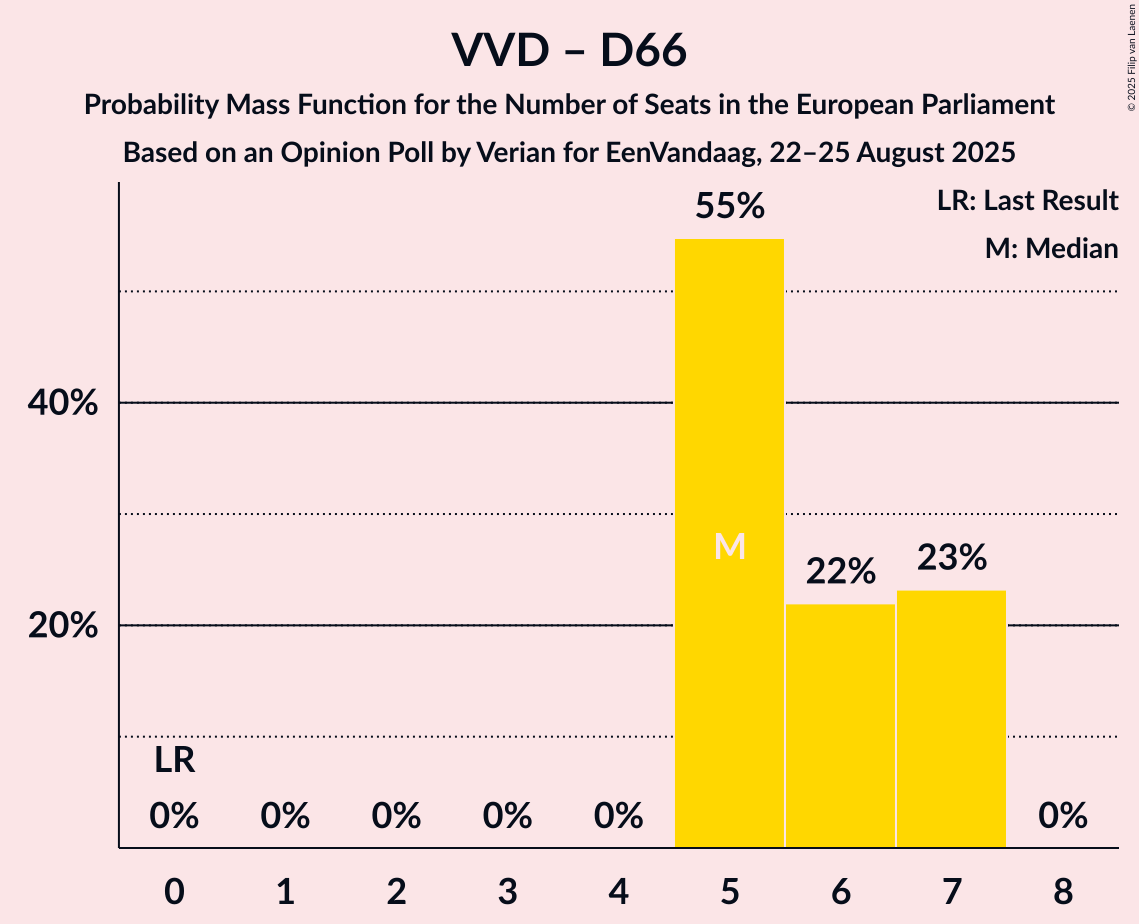 VVD – D66
Probability Mass Function for the Number of Seats in the European Parliament
Based on an Opinion Poll by Verian for EenVandaag, 22–25 August 2025
© 2025 Filip van Laenen
LR: Last Result
M: Median
55%
40%
M
22%
23%
20%
LR
0% 0% 0% 0% 0% 0%
0 1 2 3 4 5 6 7 8